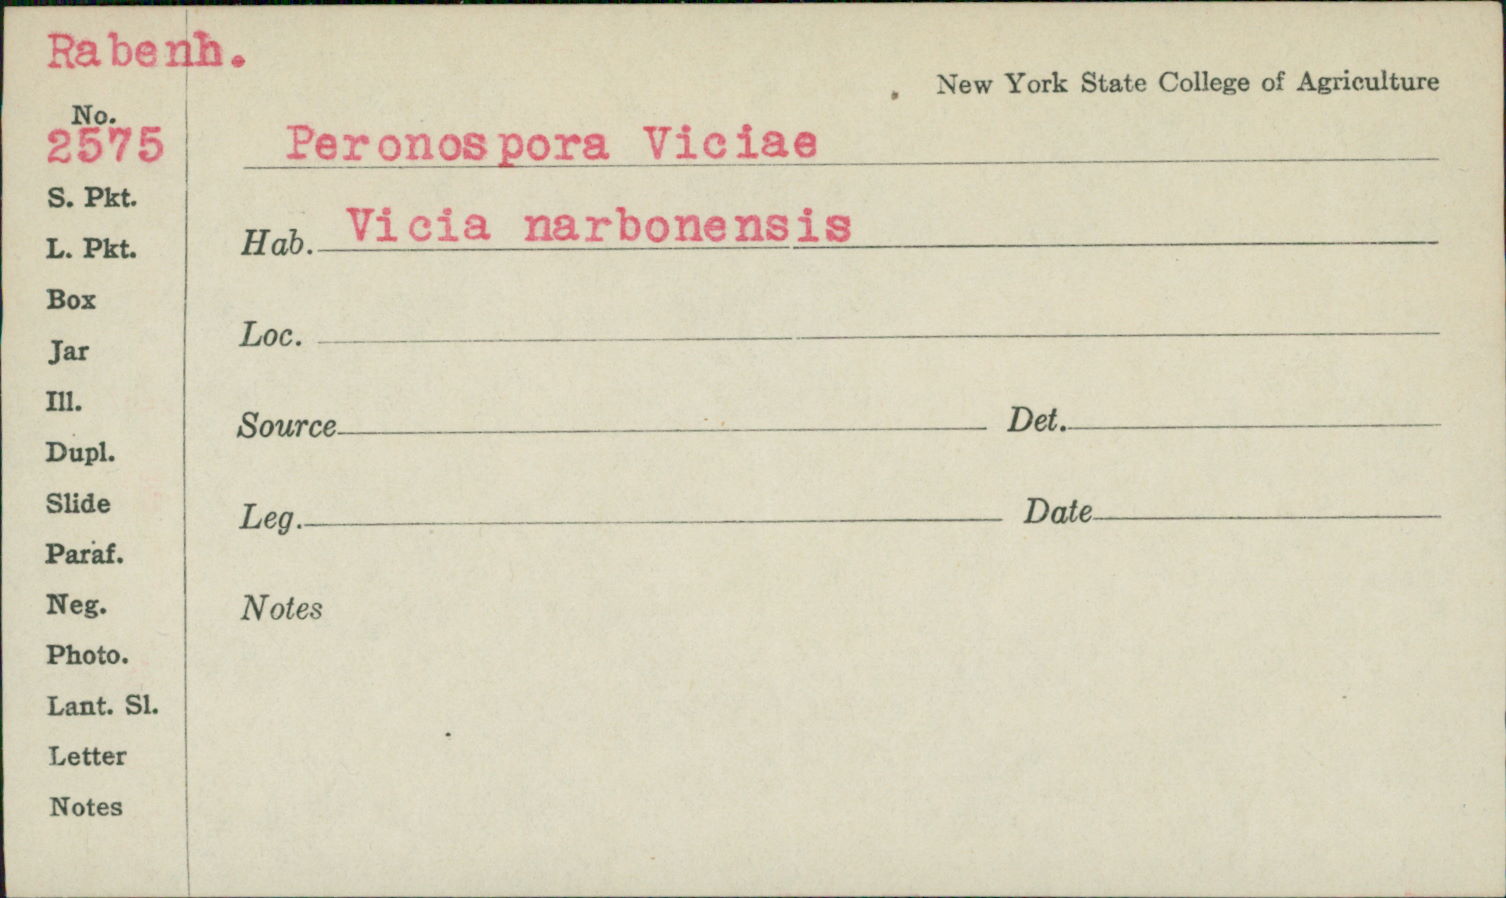 Rabenh.
New York State College of Agriculture
No.
2575
Peronospora Viciae
S. Pkt.
Hab. Vicia narbonensis
L. Pkt.
Box
Loc.
Jar
Ill.
Source Det.
Dupl.
Slide
Leg. Date
Paraf.
Neg.
Notes
Photo.
Lant. Sl.
Letter
Notes